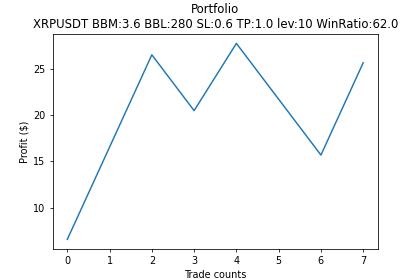 Portfolio
XRPUSDT BBM:3.6 BBL:280 SL:0.6 TP:1.0 lev:10 WinRatio:62.0
25
20
15
10
Profit ($)
0 1 2 3 4 5 6 7
Trade counts